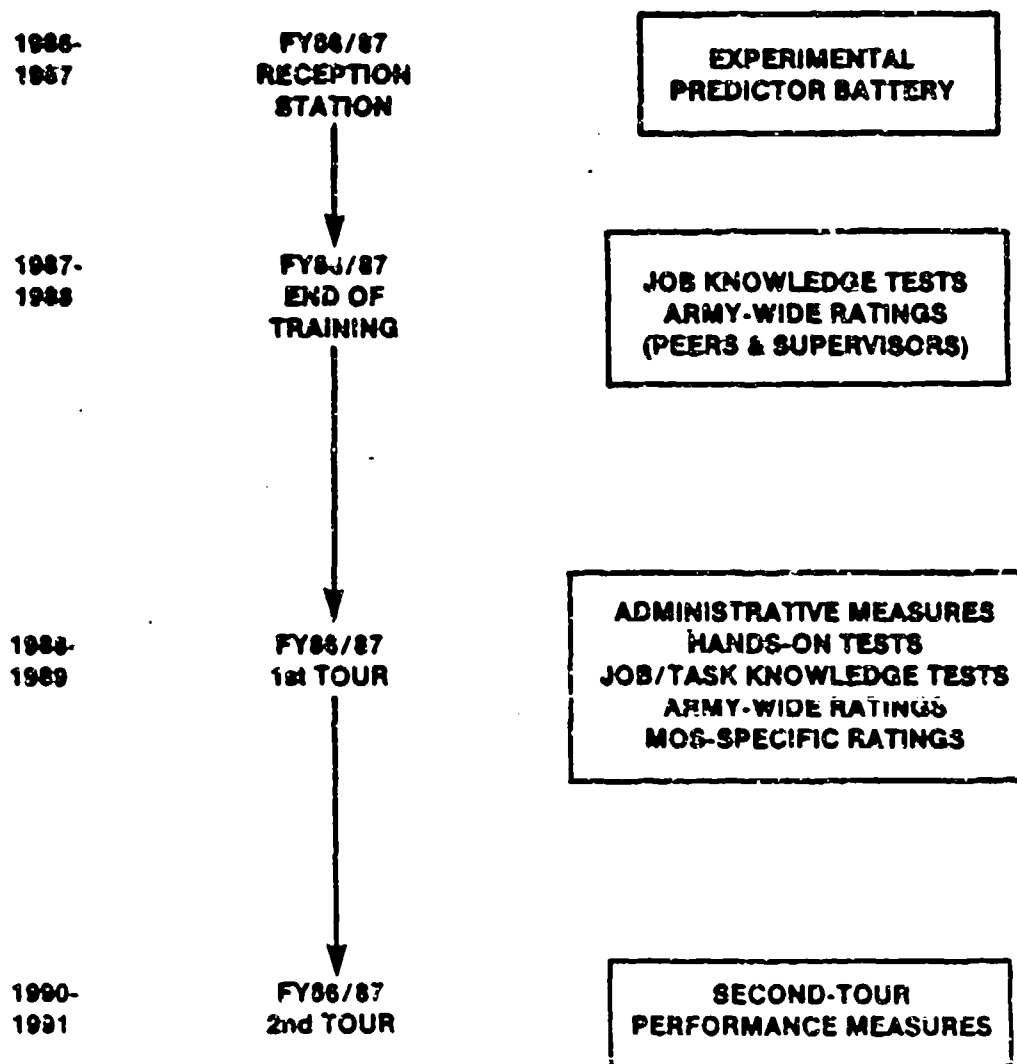 1986-
1987
FY86/87
RECEPTION
STATION
EXPERIMENTAL
PREDICTOR BATTERY
1987-
1988
FY86/87
END OF
TRAINING
JOB KNOWLEDGE TESTS
ARMY-WIDE RATINGS
(PEERS & SUPERVISORS)
1988-
1989
FY86/87
1st TOUR
ADMINISTRATIVE MEASURES
HANDS-ON TESTS
JOB/TASK KNOWLEDGE TESTS
ARMY-WIDE RATINGS
MOS-SPECIFIC RATINGS
1990-
1991
FY86/87
2nd TOUR
SECOND-TOUR
PERFORMANCE MEASURES